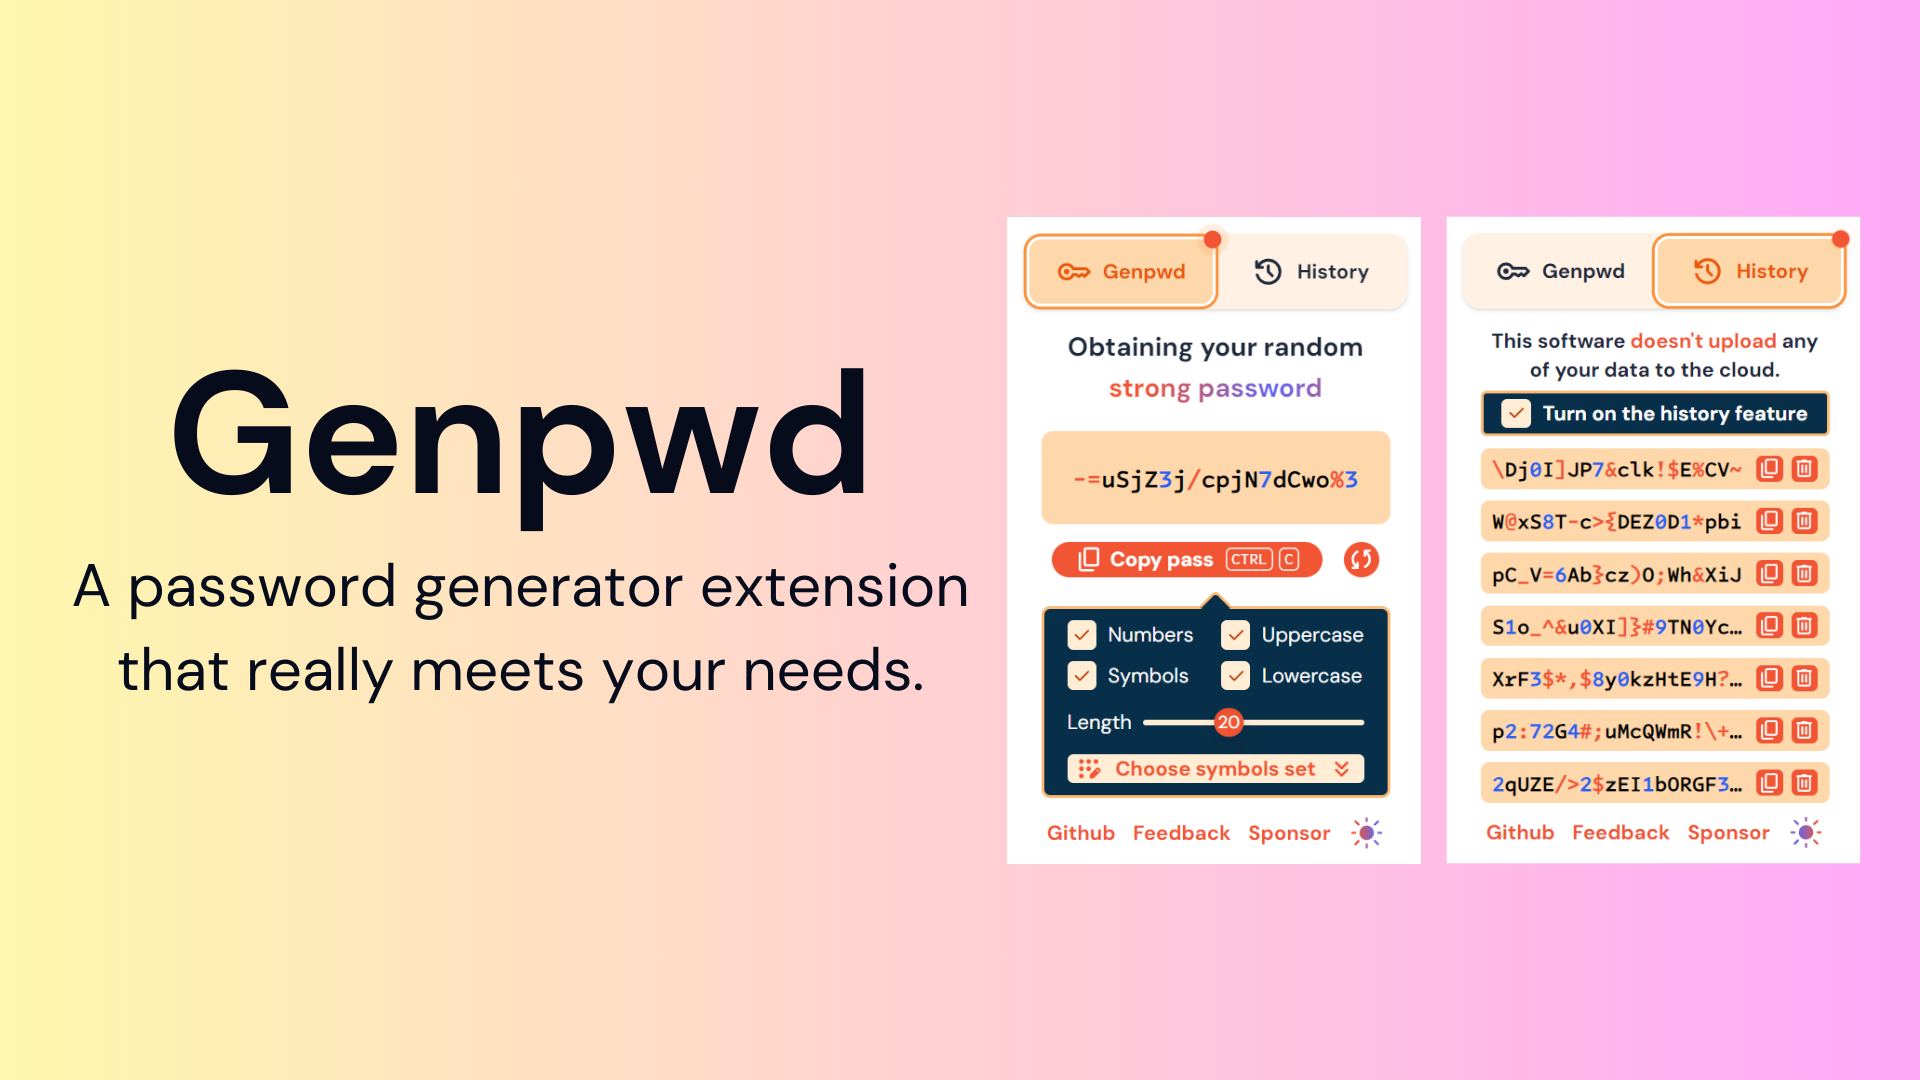 Genpwd
A password generator extension
that really meets your needs.
Genpwd
History
Obtaining your random
strong password
-=uSjZ3j/cpjN7dCwo%3
Copy pass CTRL C
Numbers
Uppercase
Symbols
Lowercase
Length 20
Choose symbols set
Github Feedback Sponsor
Genpwd
History
This software doesn't upload any
of your data to the cloud.
Turn on the history feature
\Dj0I]JP7&clk!$E%CV~
W@xS8T-c>{DEZ0D1*pbi
pC_V=6Ab}cz)O;Wh&XiJ
S1o_^&u0XI]}#9TN0Yc…
XrF3$*,$8y0kzHtE9H?…
p2:72G4#;uMcQWmR!\+…
2qUZE/>2$zEI1bORGF3…
Github Feedback Sponsor